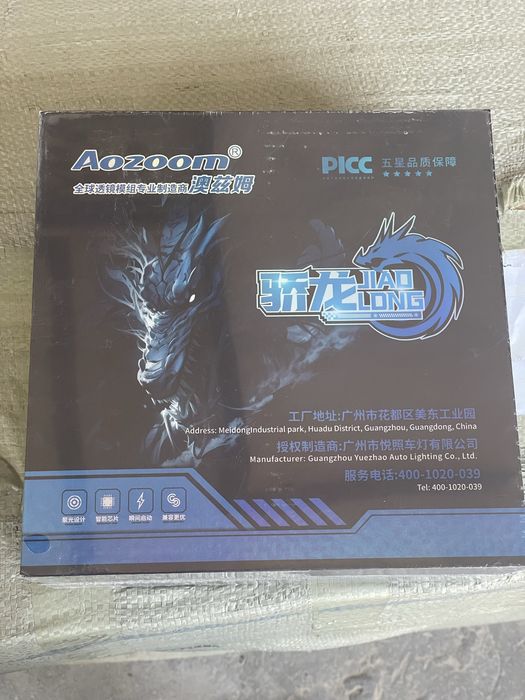 Aozoom®
全球透镜模组专业制造商 澳兹姆
PICC 五星品质保障
骄龙 JIAO LONG
工厂地址:广州市花都区美东工业园
Address: MeidongIndustrial park, Huadu District, Guangzhou, Guangdong, China
授权制造商:广州市悦照车灯有限公司
Manufacturer: Guangzhou Yuezhao Auto Lighting Co., Ltd.
服务电话:400-1020-039
Tel: 400-1020-039
聚光设计 智能芯片 瞬间启动 兼容更优